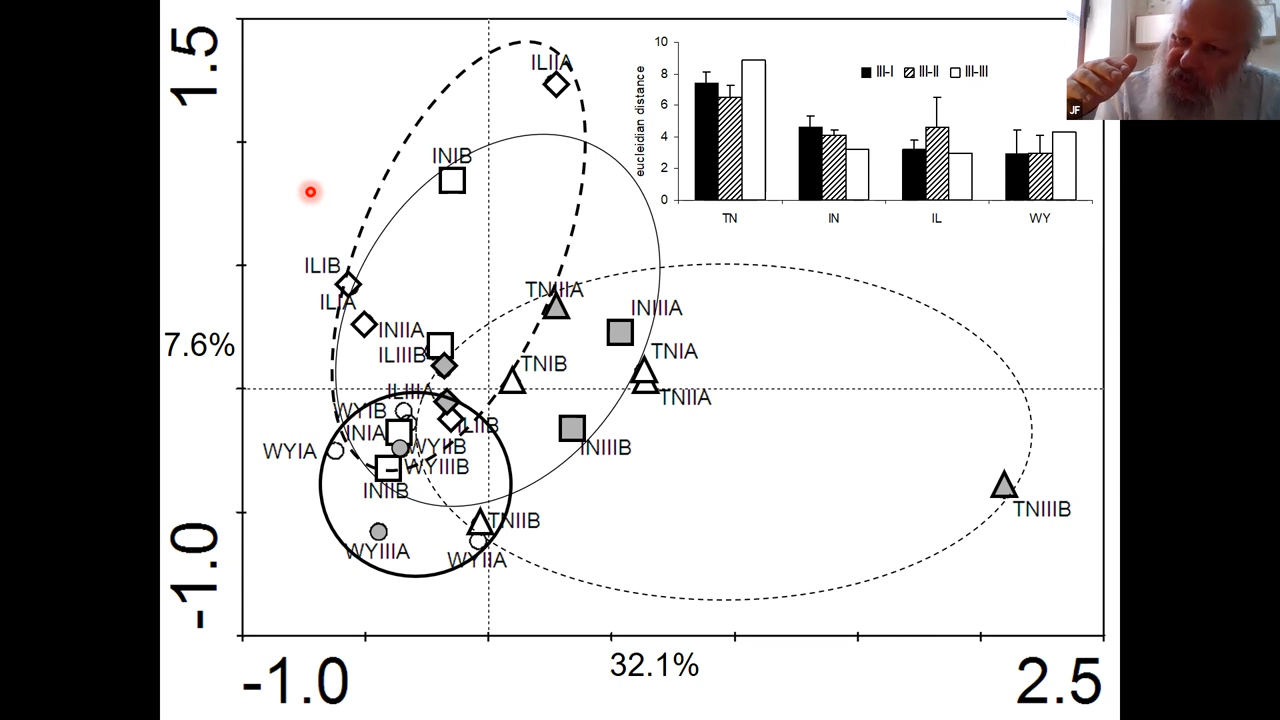 1.5
ILIIA
INIB
ILIB
ILIA
INIIA
ILIIIB
TNIIIA
INIIIA
TNIB
TNIA
TNIIA
7.6%
ILIIIA
WYIB
INIA
ILIIB
WYIA
WYIIB
WYIIIB
INIIIB
INIIB
TNIIB
TNIIIB
WYIIIA
WYIIA
-1.0
-1.0
32.1%
2.5
eucleidian distance
10
8
6
4
2
0
III-I
III-II
III-III
TN
IN
IL
WY
JF